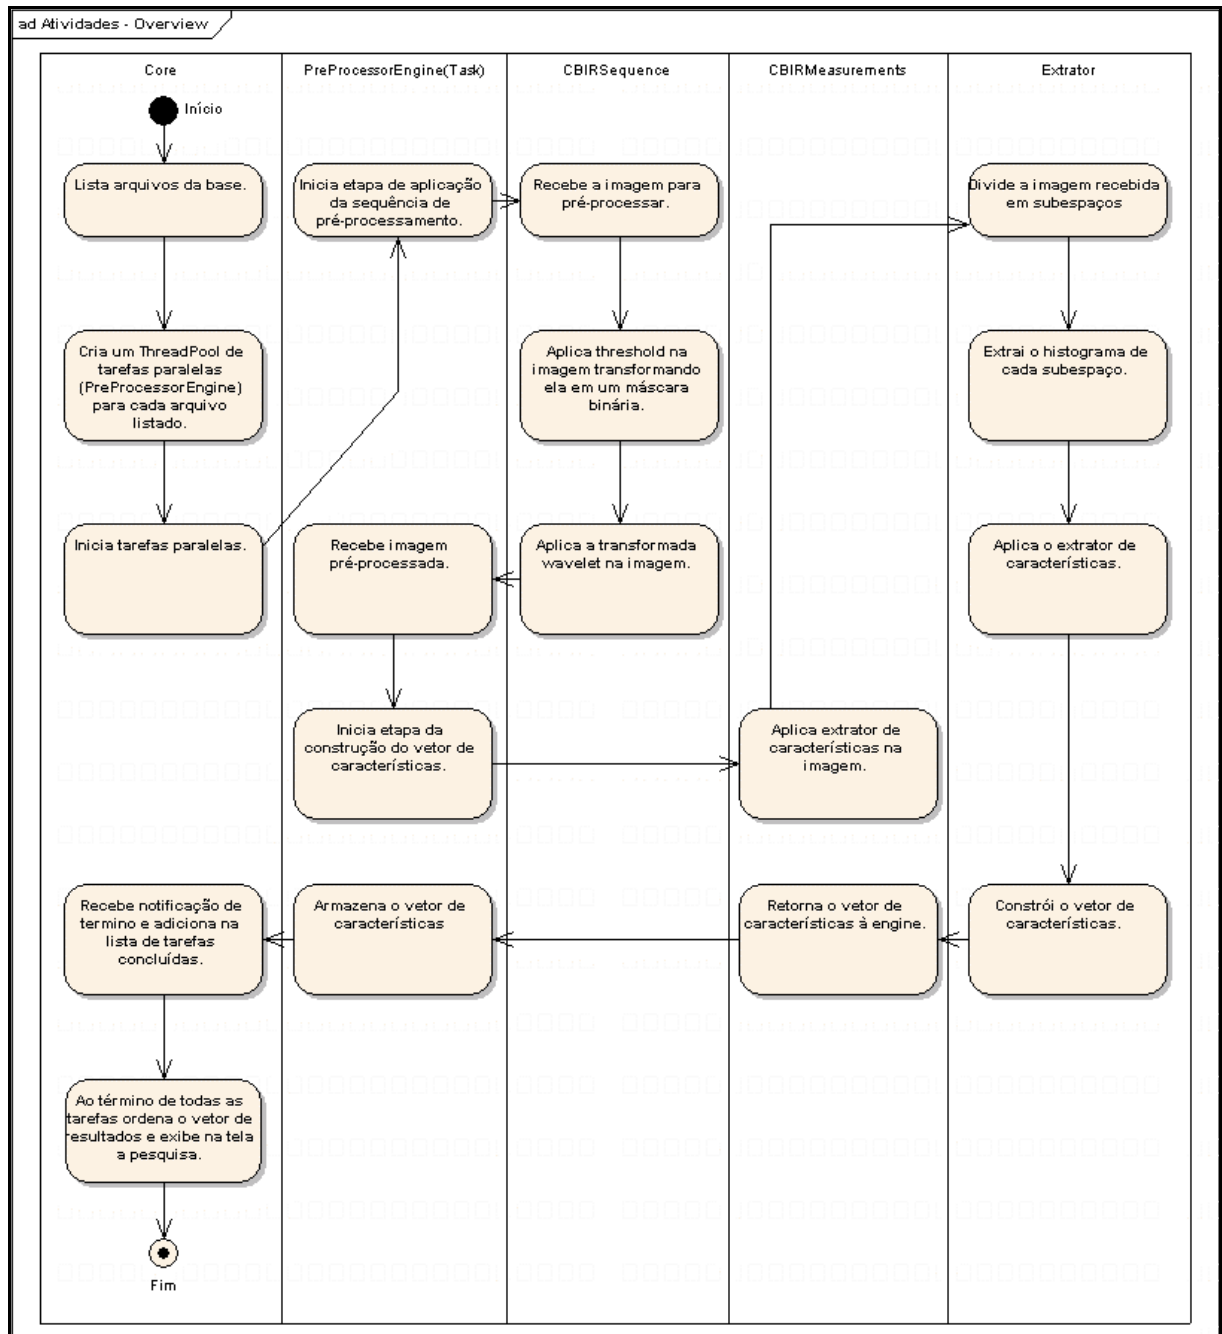 ad Atividades - Overview
Core
PreProcessorEngine(Task)
CBIRSequence
CBIRMeasurements
Extrator
Início
Lista arquivos da base.
Inicia etapa de aplicação
da sequência de
pré-processamento.
Recebe a imagem para
pré-processar.
Divide a imagem recebida
em subespaços
Cria um ThreadPool de
tarefas paralelas
(PreProcessorEngine)
para cada arquivo
listado.
Aplica threshold na
imagem transformando
ela em um máscara
binária.
Extrai o histograma de
cada subespaço.
Inicia tarefas paralelas.
Recebe imagem
pré-processada.
Aplica a transformada
wavelet na imagem.
Aplica o extrator de
características.
Inicia etapa da
construção do vetor de
características.
Aplica extrator de
características na
imagem.
Recebe notificação de
termino e adiciona na
lista de tarefas
concluídas.
Armazena o vetor de
características
Retorna o vetor de
características à engine.
Constrói o vetor de
características.
Ao término de todas as
tarefas ordena o vetor de
resultados e exibe na tela
a pesquisa.
Fim